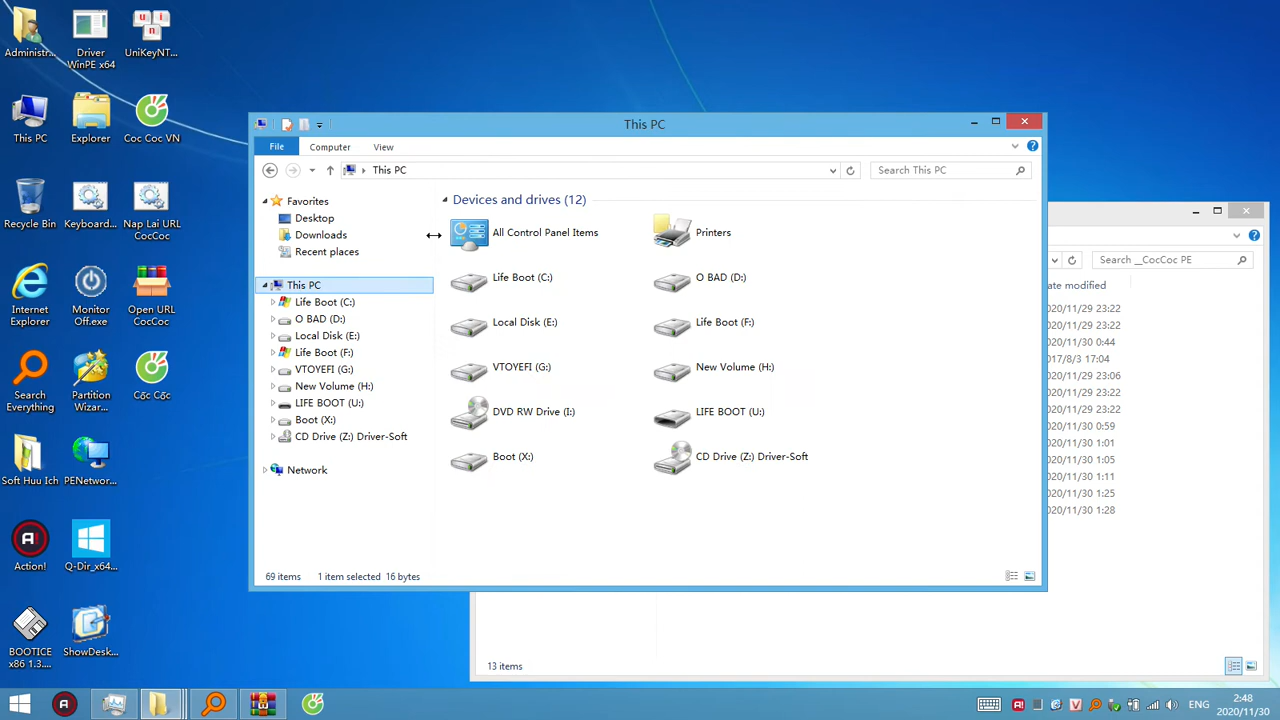 Administr...
Driver
WinPE x64
UniKeyNT...
This PC
Explorer
Coc Coc VN
Recycle Bin
Keyboard...
Nap Lai URL
CocCoc
Internet
Explorer
Monitor
Off.exe
Open URL
CocCoc
Search
Everything
Partition
Wizar...
Cốc Cốc
Soft Huu Ich
PENetwor...
Action!
Q-Dir_x64...
BOOTICE
x86 1.3....
ShowDesk...
This PC
File
Computer
View
This PC
Search This PC
Favorites
Desktop
Downloads
Recent places
This PC
Life Boot (C:)
O BAD (D:)
Local Disk (E:)
Life Boot (F:)
VTOYEFI (G:)
New Volume (H:)
LIFE BOOT (U:)
Boot (X:)
CD Drive (Z:) Driver-Soft
Network
Devices and drives (12)
All Control Panel Items
Printers
Life Boot (C:)
O BAD (D:)
Local Disk (E:)
Life Boot (F:)
VTOYEFI (G:)
New Volume (H:)
DVD RW Drive (I:)
LIFE BOOT (U:)
Boot (X:)
CD Drive (Z:) Driver-Soft
69 items
1 item selected
16 bytes
Search __CocCoc PE
ate modified
020/11/29 23:22
020/11/29 23:22
020/11/30 0:44
017/8/3 17:04
020/11/29 23:06
020/11/29 23:22
020/11/29 23:22
020/11/30 0:59
020/11/30 1:01
020/11/30 1:05
020/11/30 1:11
020/11/30 1:25
020/11/30 1:28
13 items
ENG
2:48
2020/11/30